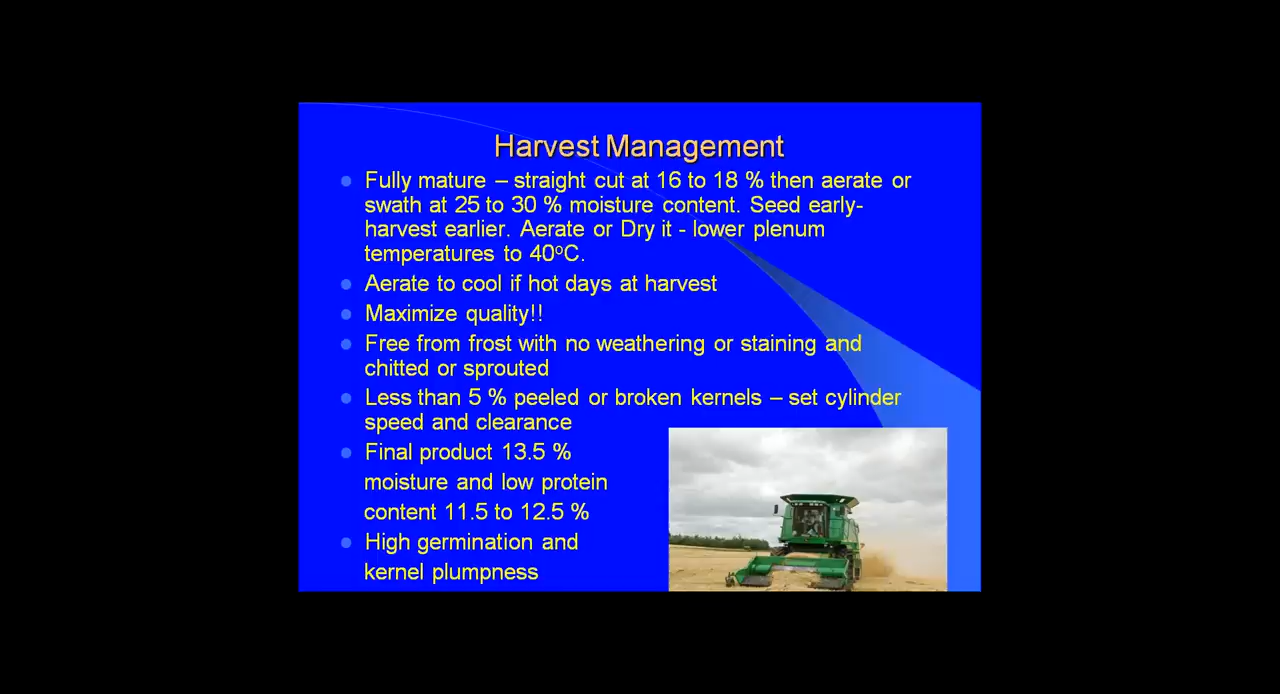 Harvest Management
Fully mature – straight cut at 16 to 18 % then aerate or
swath at 25 to 30 % moisture content. Seed early-
harvest earlier. Aerate or Dry it - lower plenum
temperatures to 40ºC.
Aerate to cool if hot days at harvest
Maximize quality!!
Free from frost with no weathering or staining and
chitted or sprouted
Less than 5 % peeled or broken kernels – set cylinder
speed and clearance
Final product 13.5 %
moisture and low protein
content 11.5 to 12.5 %
High germination and
kernel plumpness